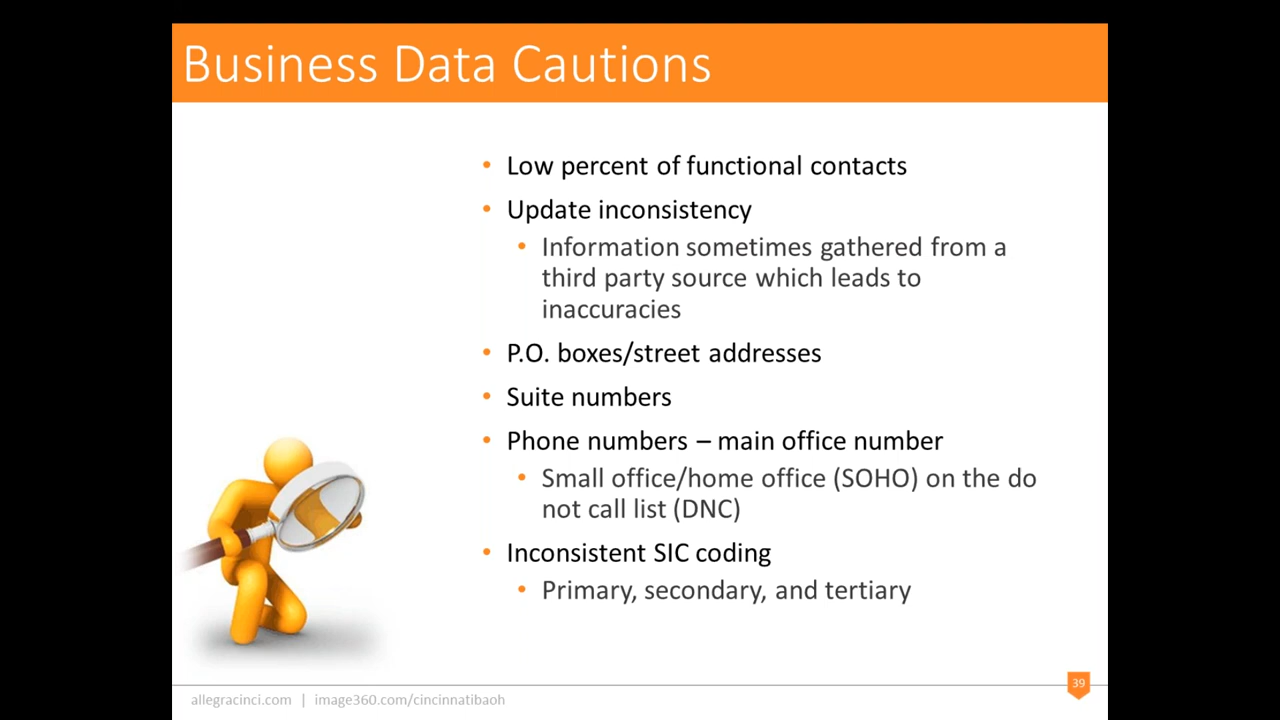 Business Data Cautions
• Low percent of functional contacts
• Update inconsistency
• Information sometimes gathered from a
third party source which leads to
inaccuracies
• P.O. boxes/street addresses
• Suite numbers
• Phone numbers – main office number
• Small office/home office (SOHO) on the do
not call list (DNC)
• Inconsistent SIC coding
• Primary, secondary, and tertiary
39
allegracinci.com | image360.com/cincinnatibaoh